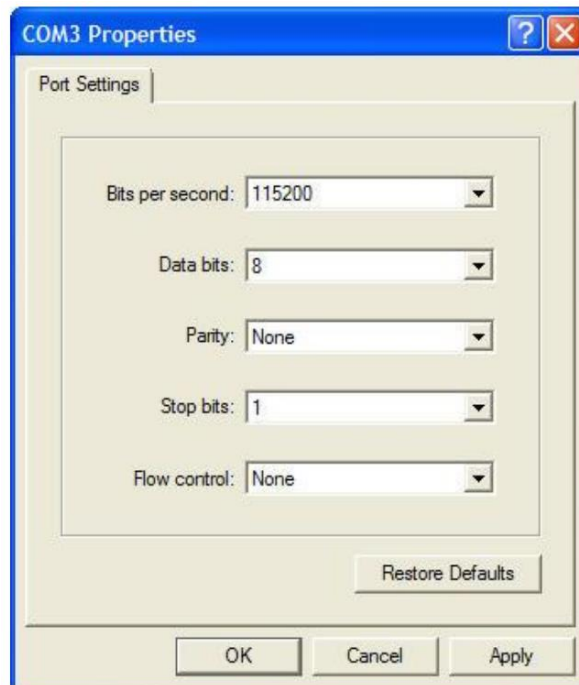 COM3 Properties
Port Settings
Bits per second: 115200
Data bits: 8
Parity: None
Stop bits: 1
Flow control: None
Restore Defaults
OK Cancel Apply